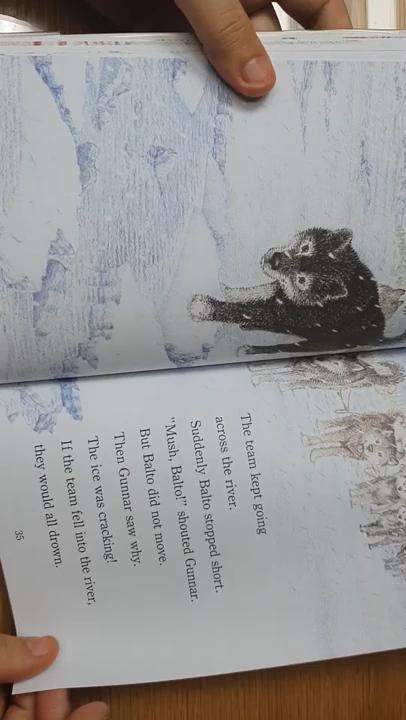 The team kept going
across the river.
Suddenly Balto stopped short.
"Mush, Balto!" shouted Gunnar.
But Balto did not move.
Then Gunnar saw why.
The ice was cracking!
If the team fell into the river,
they would all drown.
35